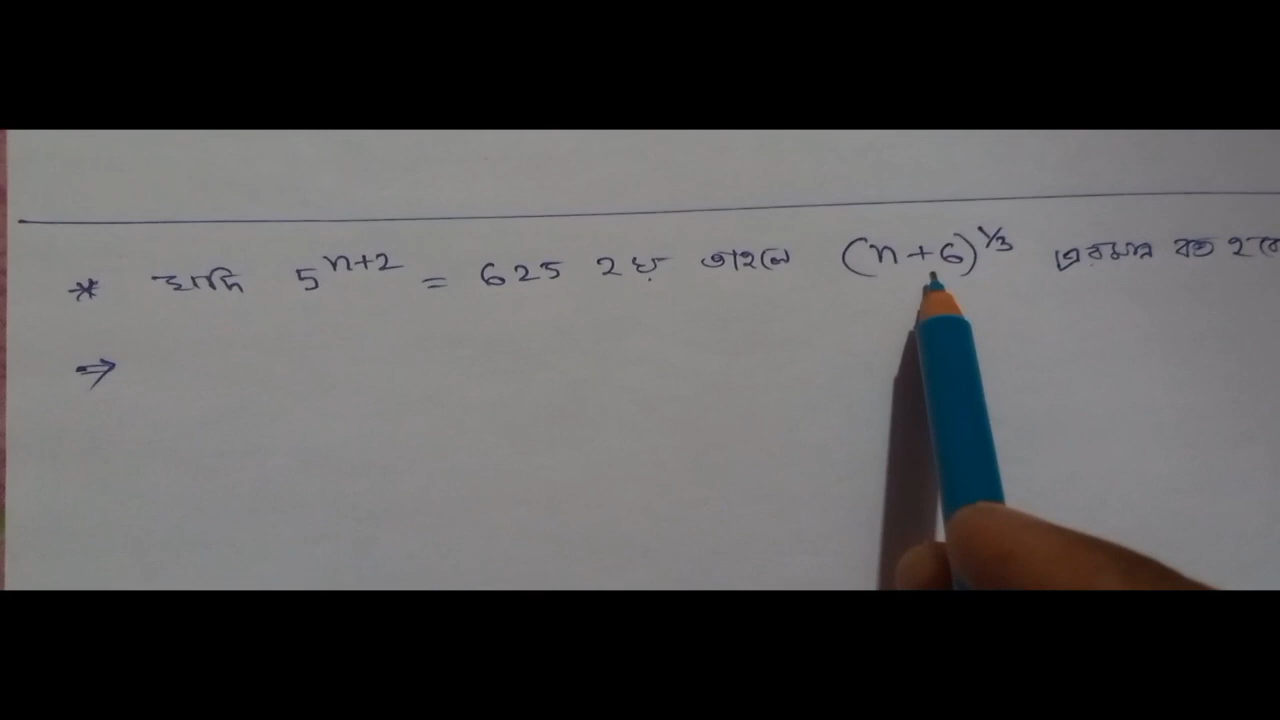 * যদি 5^{n+2} = 625 হয় তাহলে (n+6)^{1/3} এর মান কত হবে
⇒